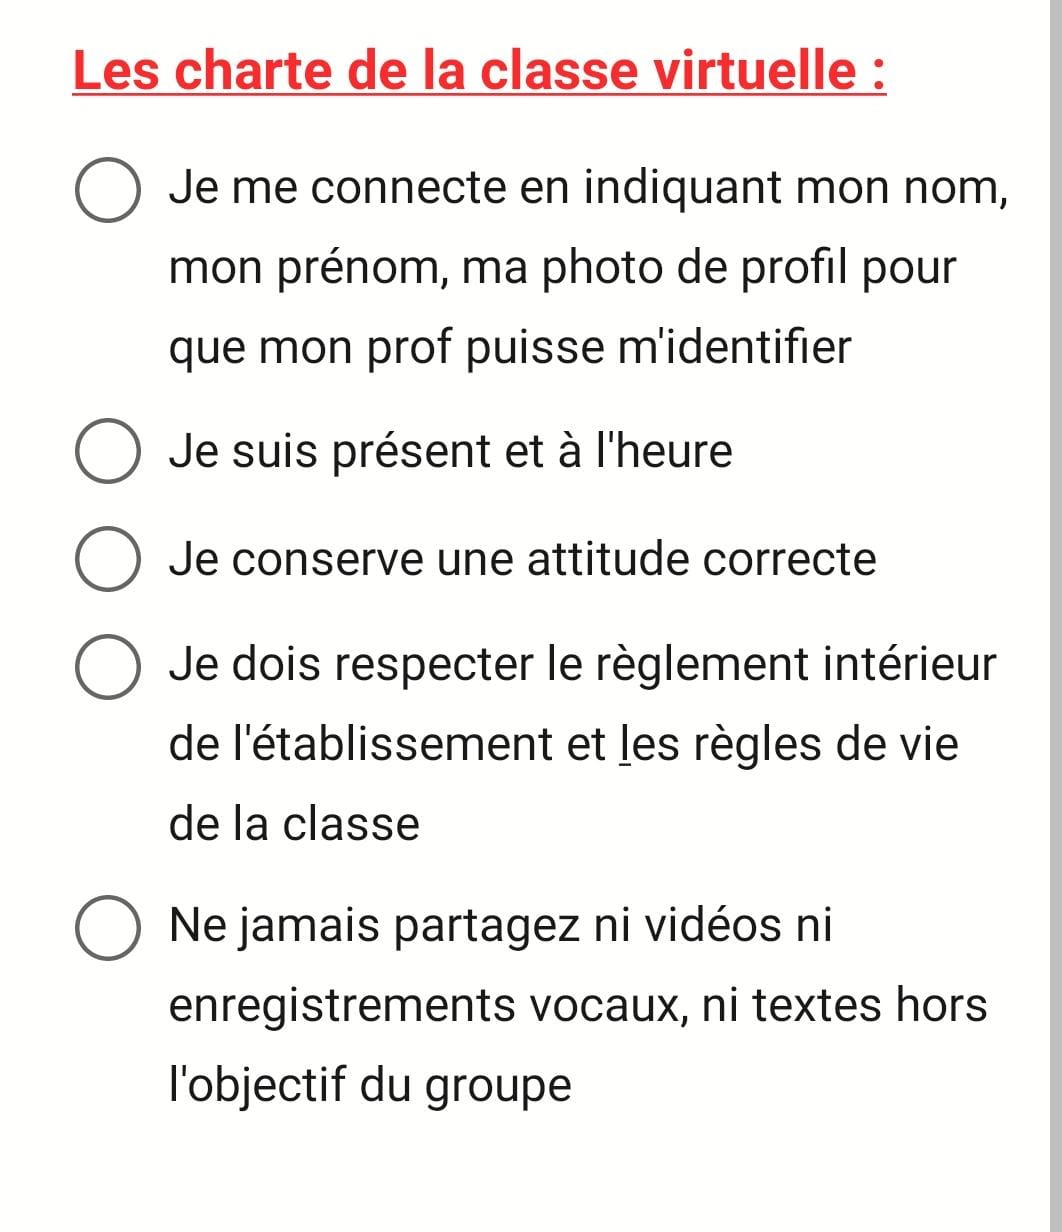 Les charte de la classe virtuelle :
Je me connecte en indiquant mon nom,
mon prénom, ma photo de profil pour
que mon prof puisse m'identifier
Je suis présent et à l'heure
Je conserve une attitude correcte
Je dois respecter le règlement intérieur
de l'établissement et les règles de vie
de la classe
Ne jamais partagez ni vidéos ni
enregistrements vocaux, ni textes hors
l'objectif du groupe